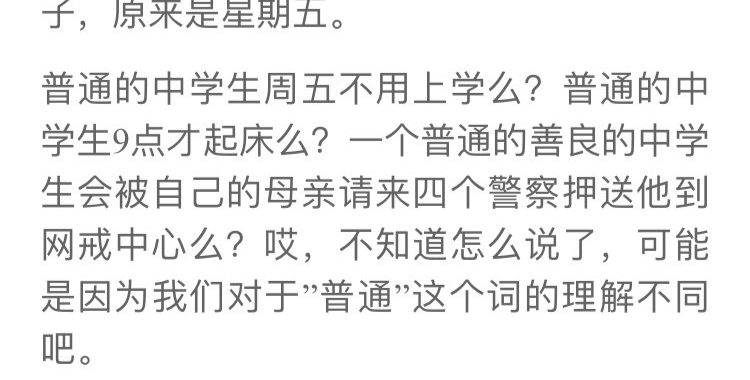 子，原来是星期五。
普通的中学生周五不用上学么？普通的中
学生9点才起床么？一个普通的善良的中学
生会被自己的母亲请来四个警察押送他到
网戒中心么？哎，不知道怎么说了，可能
是因为我们对于”普通”这个词的理解不同
吧。